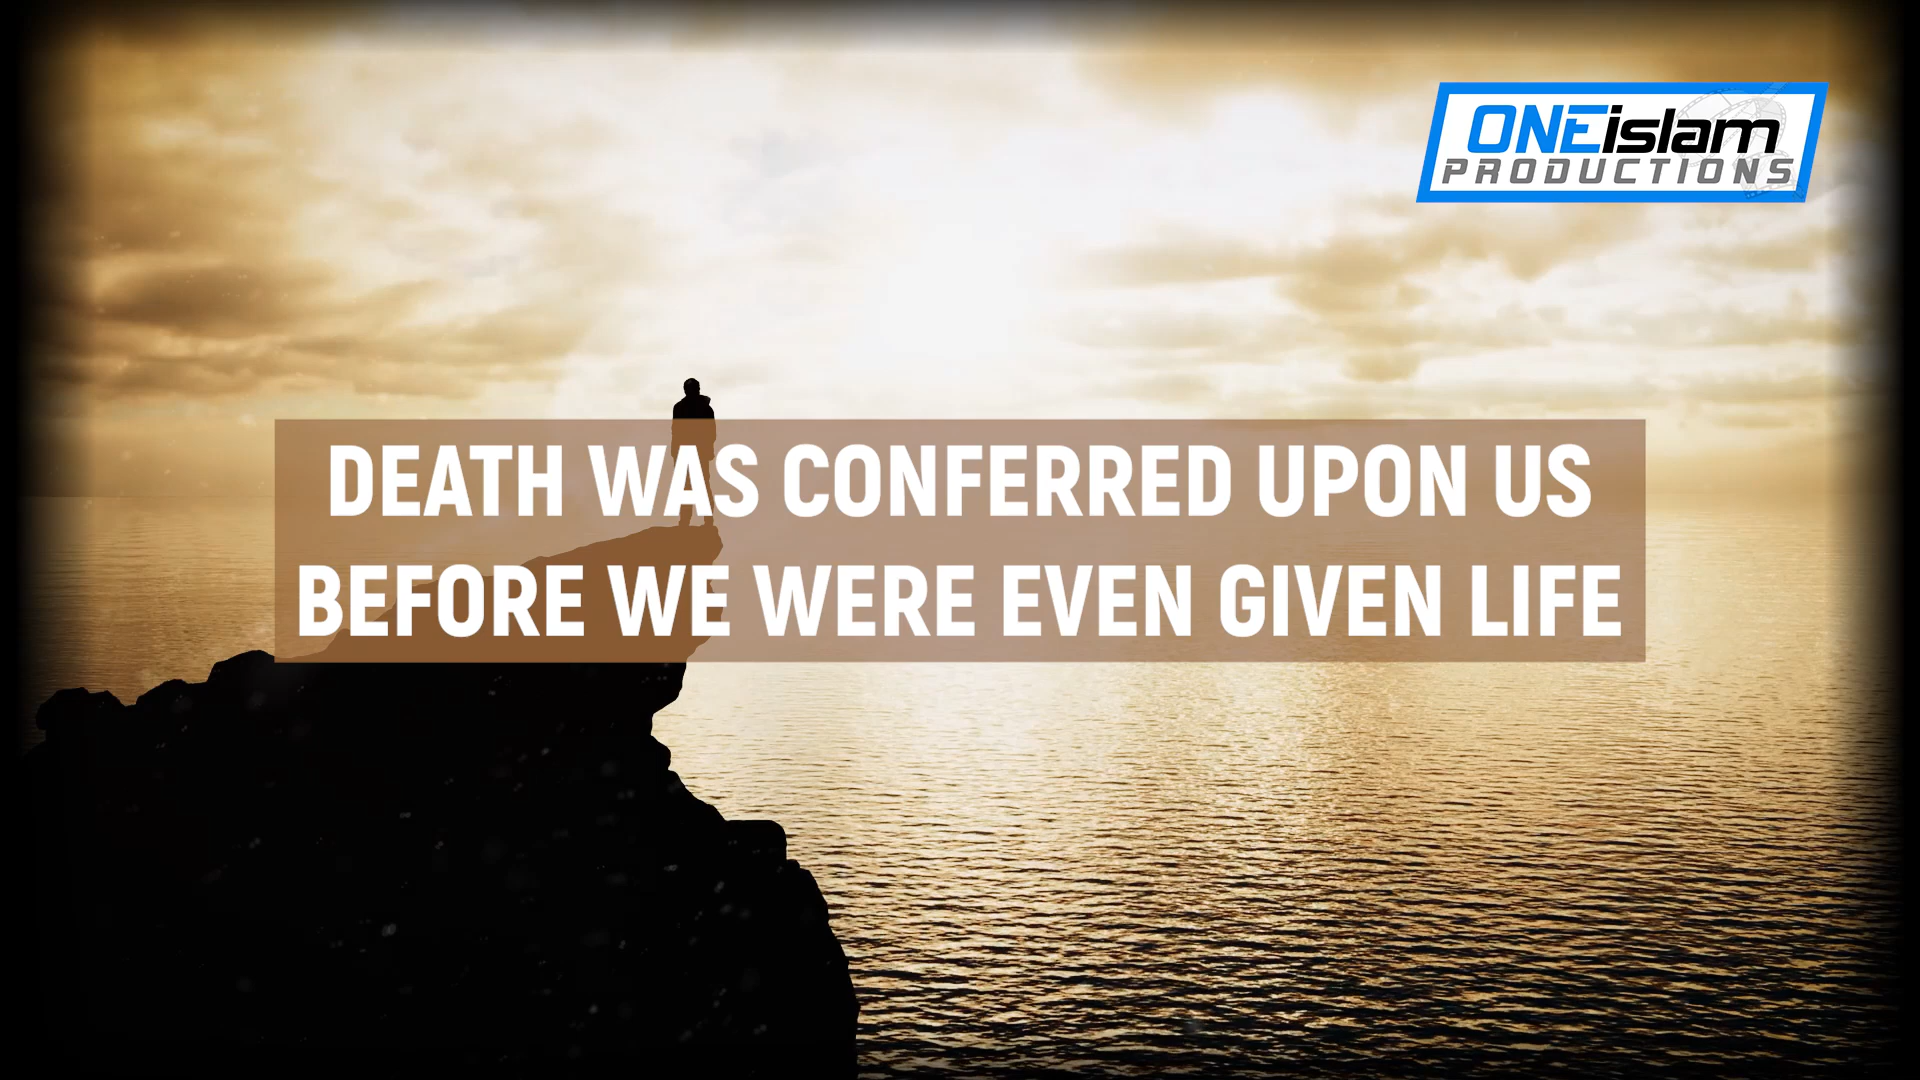 ONEislam
PRODUCTIONS
DEATH WAS CONFERRED UPON US
BEFORE WE WERE EVEN GIVEN LIFE